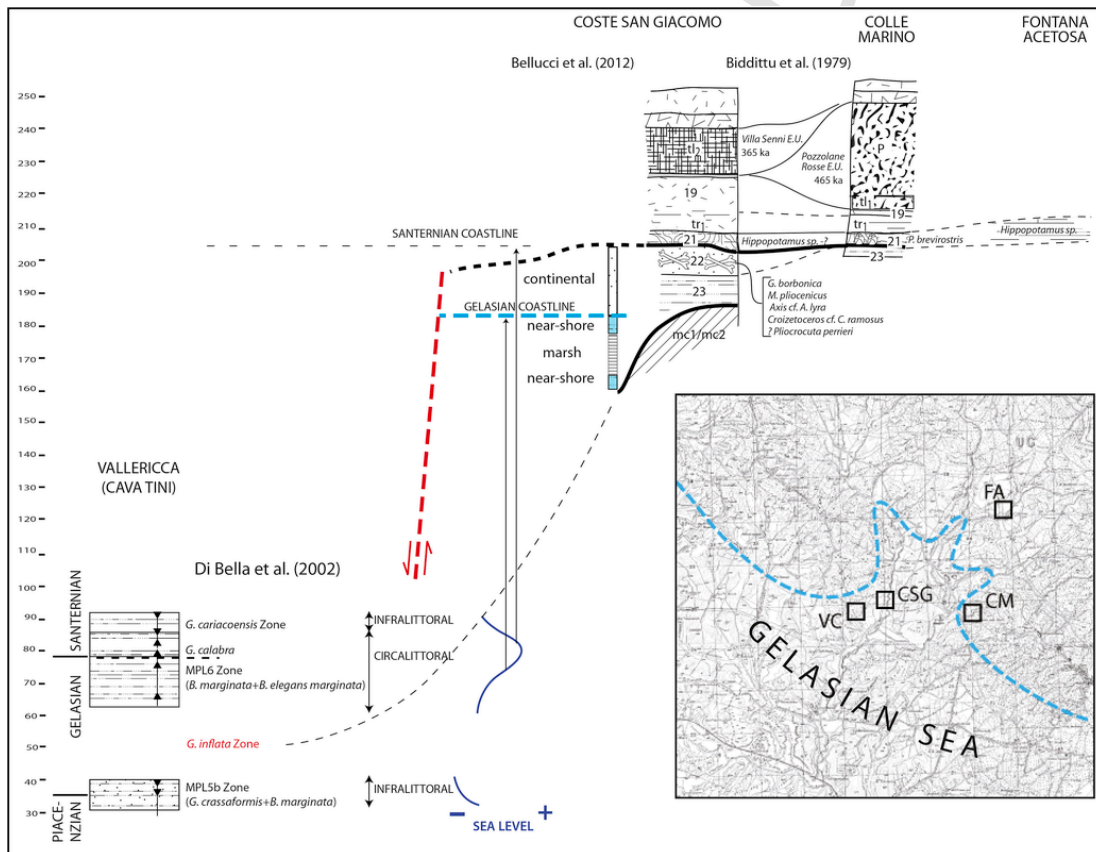 COSTE SAN GIACOMO
COLLE
MARINO
FONTANA
ACETOSA
Bellucci et al. (2012)
Biddittu et al. (1979)
250
240
230
220
210
200
190
180
170
160
150
140
130
120
110
100
90
80
70
60
50
40
30
tl2
19
tr1
21
22
23
mc1/mc2
Villa Senni E.U.
365 ka
Pozzolane
Rosse E.U.
465 ka
P
tl1
19
tr1
21
23
Hippopotamus sp. -?
P. brevirostris
Hippopotamus sp.
G. borbonica
M. pliocenicus
Axis cf. A. lyra
Croizetoceros cf. C. ramosus
? Pliocrocuta perrieri
SANTERNIAN COASTLINE
continental
GELASIAN COASTLINE
near-shore
marsh
near-shore
VALLERICCA
(CAVA TINI)
Di Bella et al. (2002)
SANTERNIAN
GELASIAN
PIACE-
NZIAN
G. cariacoensis Zone
G. calabra
MPL6 Zone
(B. marginata+B. elegans marginata)
G. inflata Zone
MPL5b Zone
(G. crassaformis+B. marginata)
INFRALITTORAL
CIRCALITTORAL
INFRALITTORAL
− SEA LEVEL +
FA
CSG
VC
CM
GELASIAN SEA